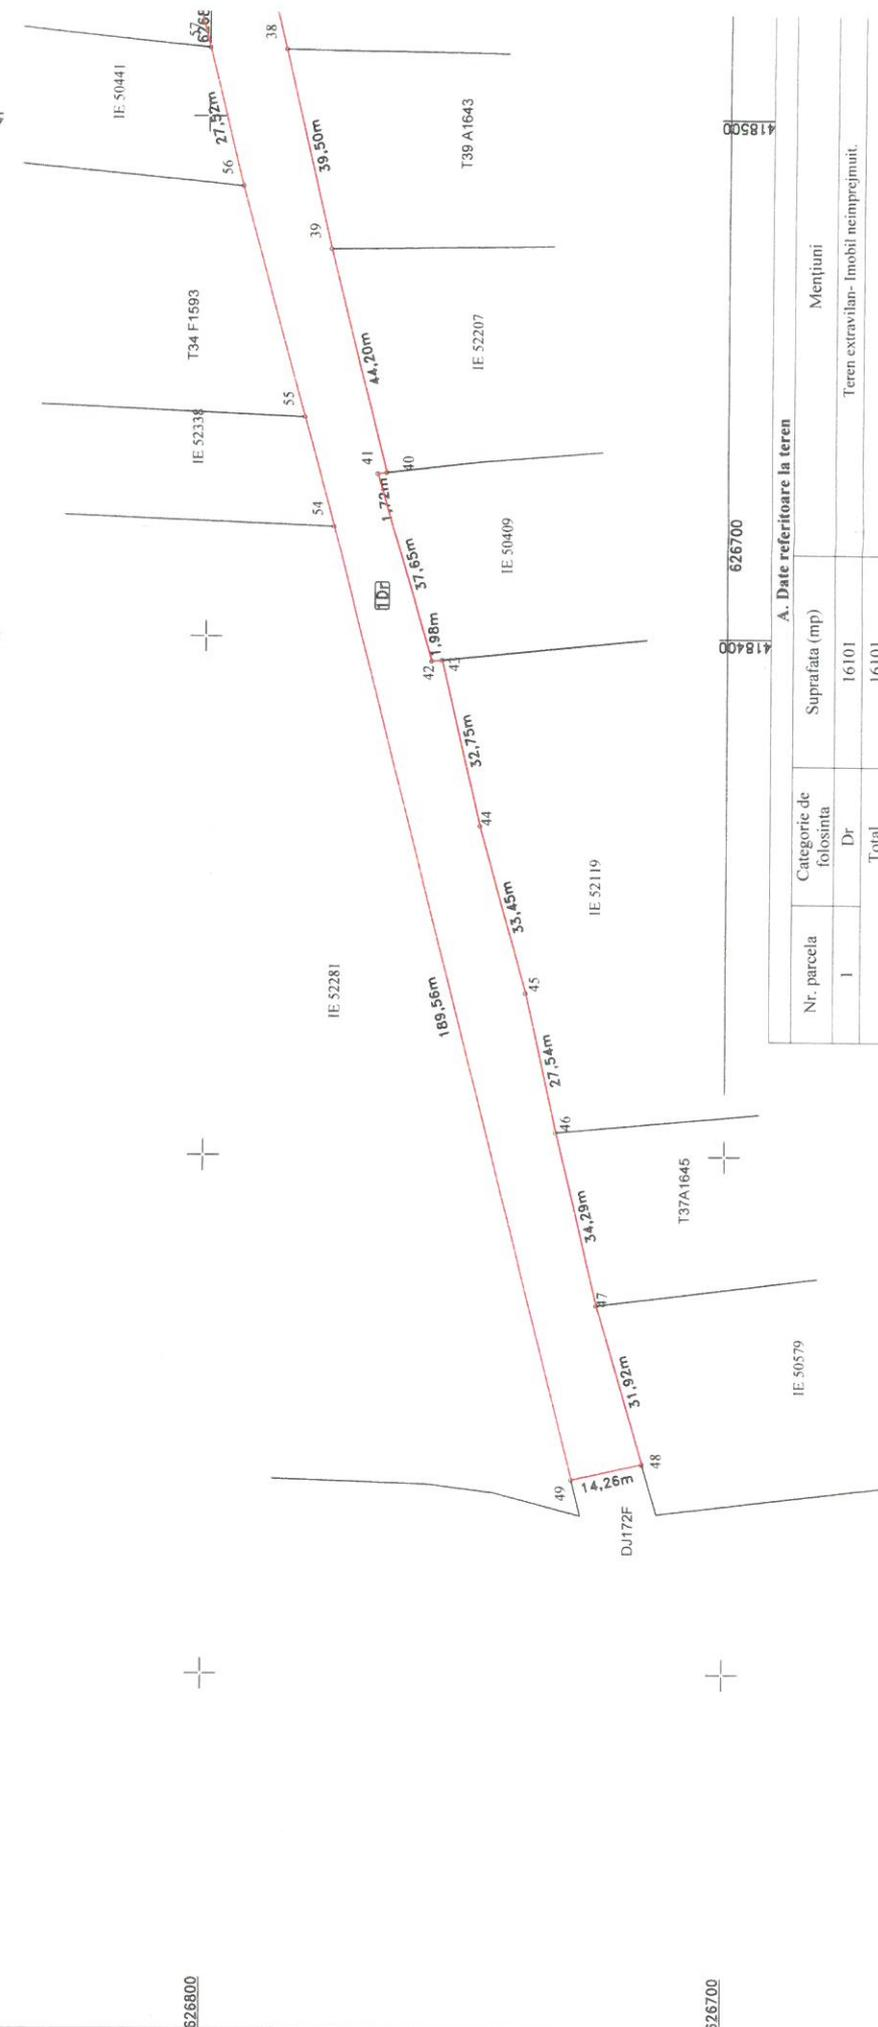 626800
626700
IE 50441
57
6268
27,52m
56
T34 F1593
55
IE 52338
54
IE 52281
189,56m
49
14,26m
48
DJ172F
38
39,50m
T39 A1643
39
44,20m
IE 52207
41
40
1,72m
37,65m
IE 50409
1Dr
1,98m
42
43
32,75m
44
33,45m
IE 52119
45
27,54m
46
34,29m
T37A1645
47
31,92m
IE 50579
418500
626700
418400
A. Date referitoare la teren
Nr. parcela
Categorie de folosinta
Suprafata (mp)
Mențiuni
1
Dr
16101
Teren extravilan- Imobil neimprejmuit.
Total
16101